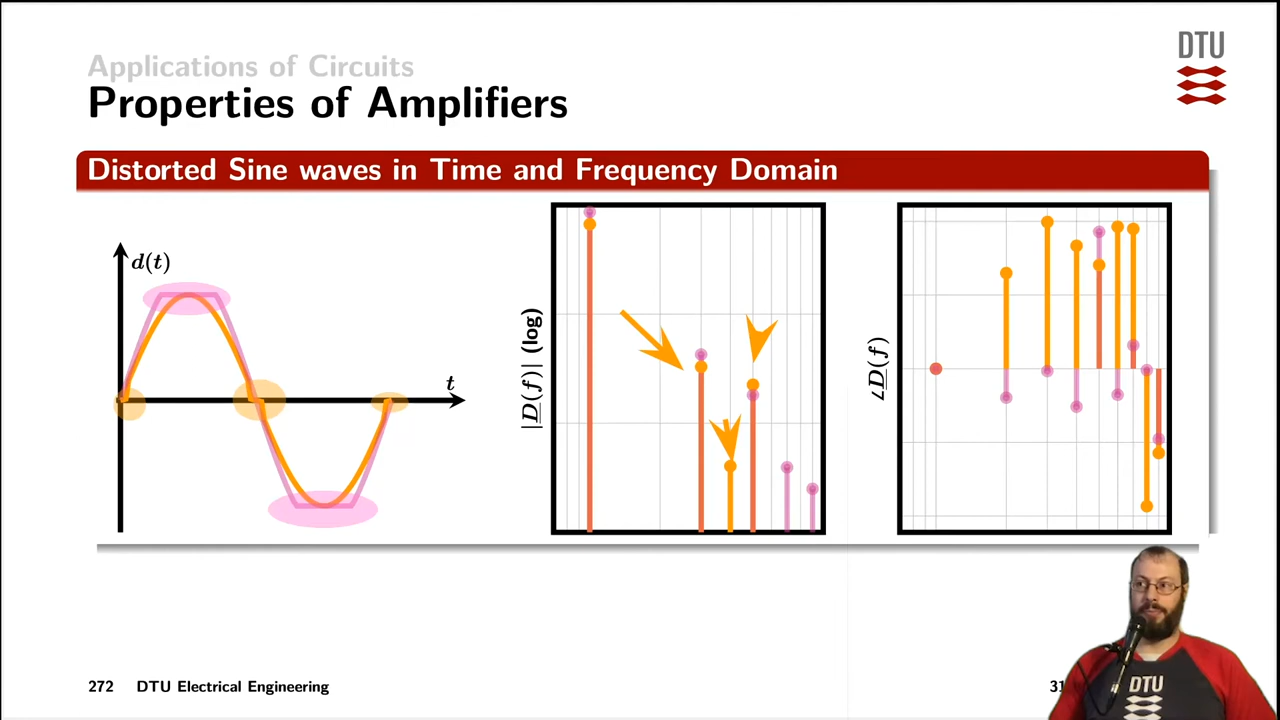 Applications of Circuits
DTU
Properties of Amplifiers
Distorted Sine waves in Time and Frequency Domain
d(t)
t
|D(f)| (log)
∠D(f)
272 DTU Electrical Engineering
31
DTU